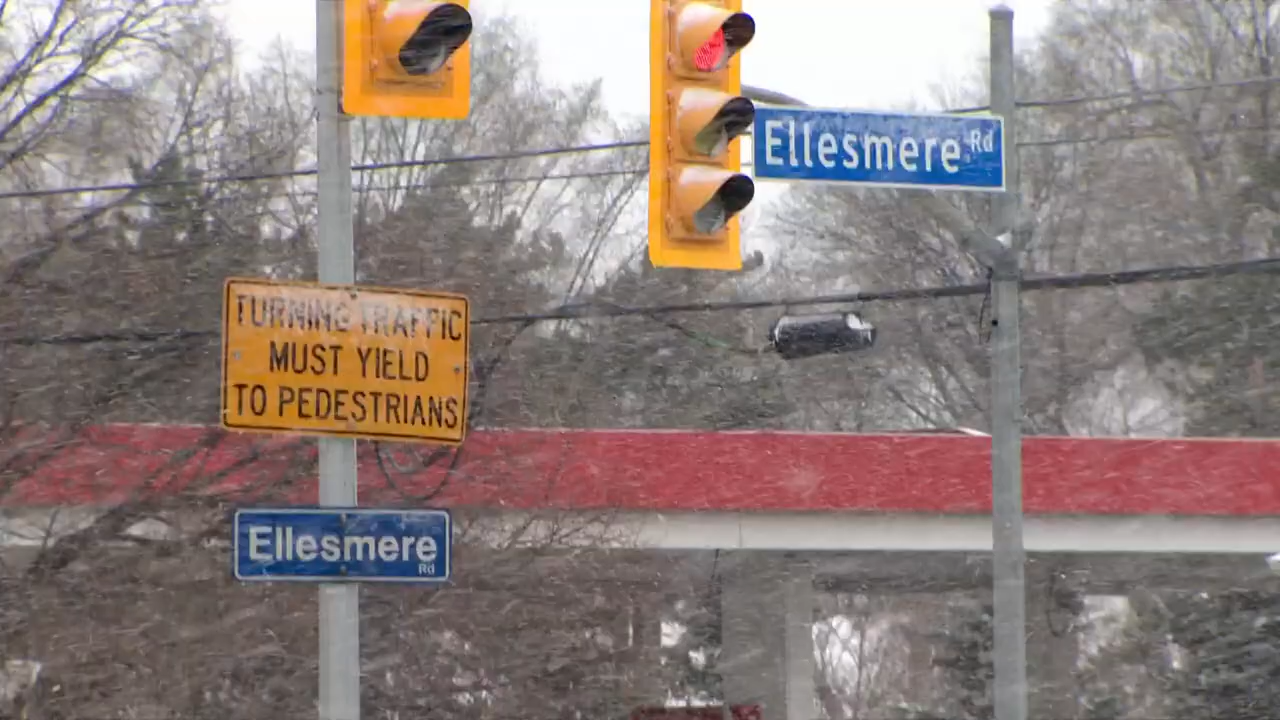 Ellesmere Rd
TURNING TRAFFIC
MUST YIELD
TO PEDESTRIANS
Ellesmere
Rd